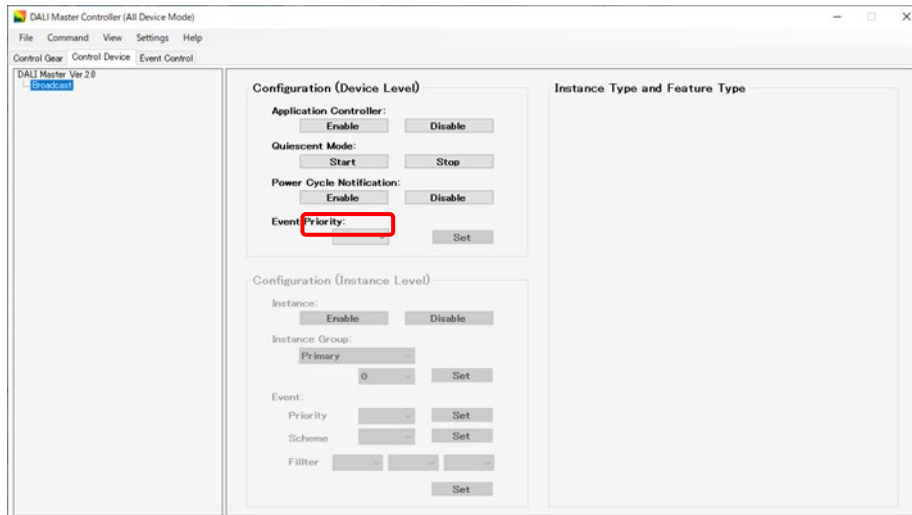 DALI Master Controller (All Device Mode)
File Command View Settings Help
Control Gear Control Device Event Control
DALI Master Ver.2.0
Broadcast
Configuration (Device Level)
Application Controller:
Enable Disable
Quiescent Mode:
Start Stop
Power Cycle Notification:
Enable Disable
Event Priority:
Set
Configuration (Instance Level)
Instance:
Enable Disable
Instance Group:
Primary
0 Set
Event:
Priority Set
Scheme Set
Fillter
Set
Instance Type and Feature Type